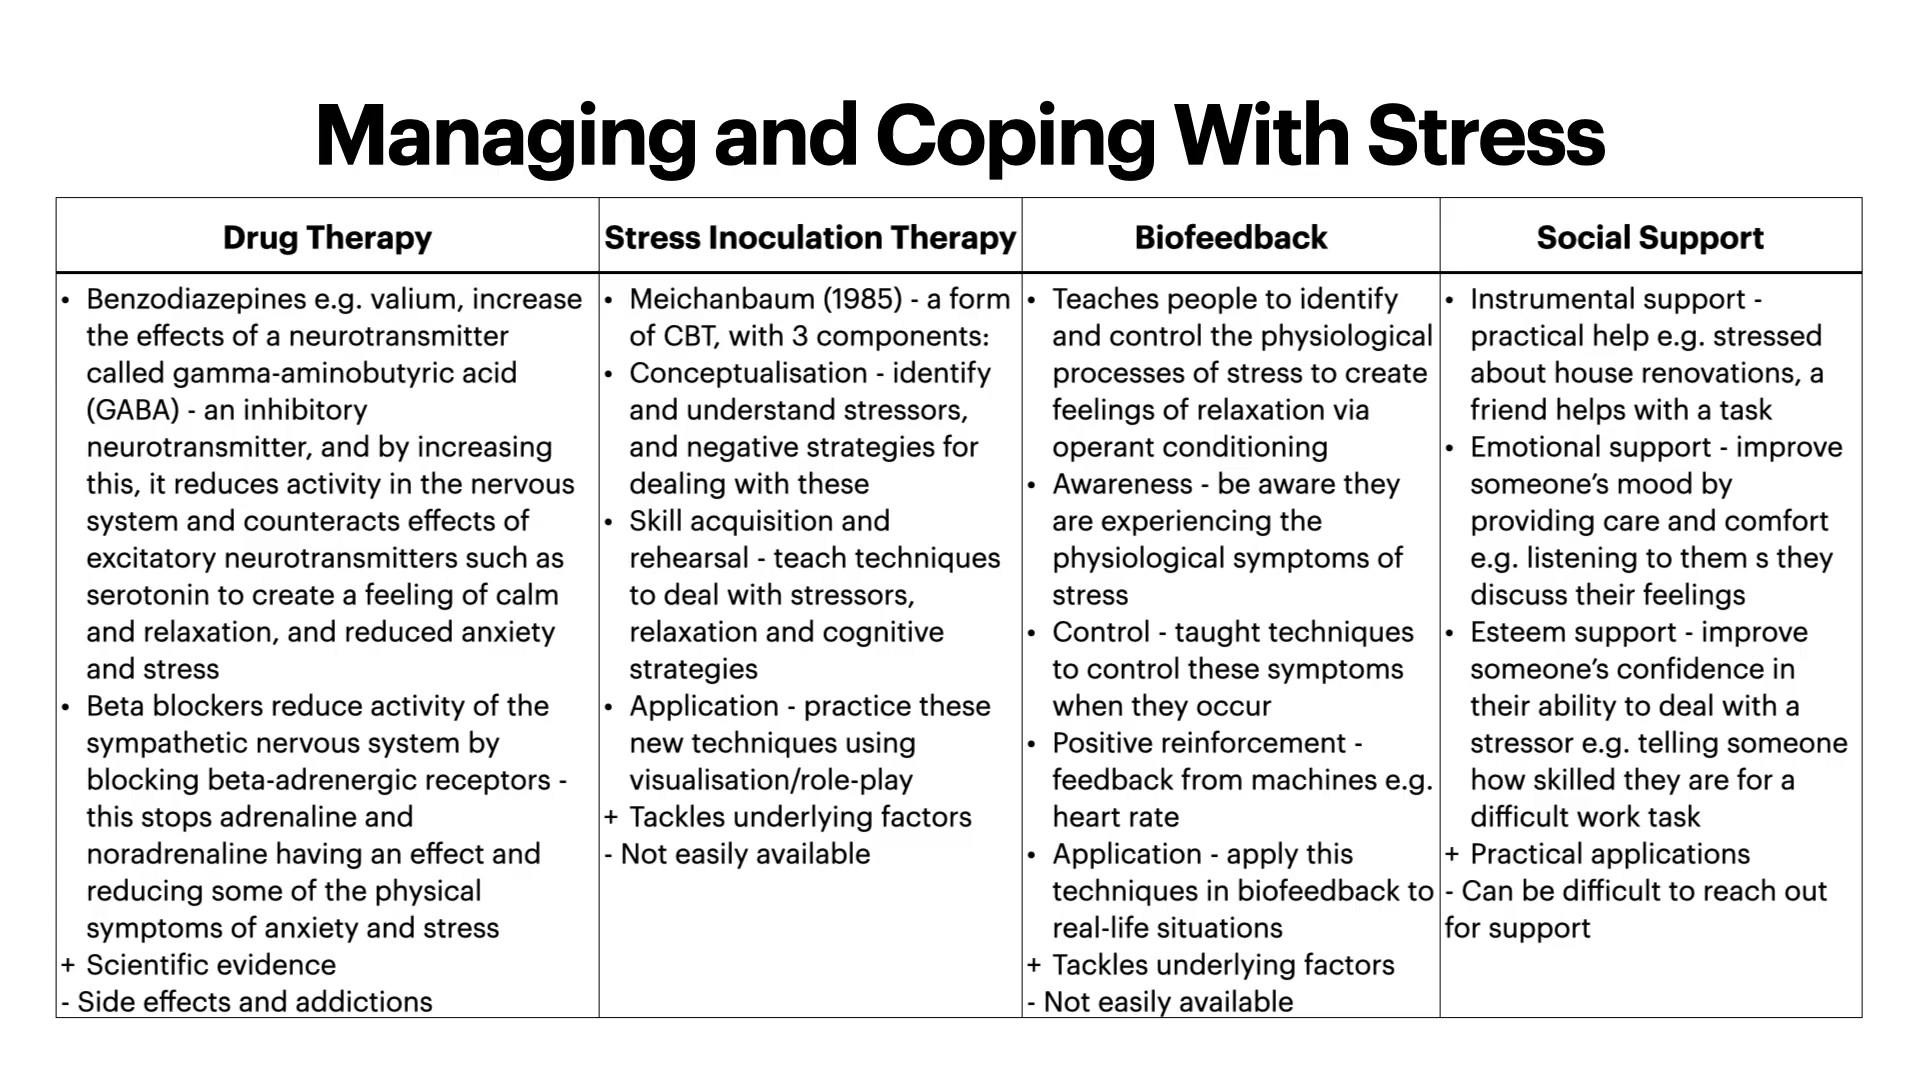 Managing and Coping With Stress
Drug Therapy
• Benzodiazepines e.g. valium, increase
the effects of a neurotransmitter
called gamma-aminobutyric acid
(GABA) - an inhibitory
neurotransmitter, and by increasing
this, it reduces activity in the nervous
system and counteracts effects of
excitatory neurotransmitters such as
serotonin to create a feeling of calm
and relaxation, and reduced anxiety
and stress
• Beta blockers reduce activity of the
sympathetic nervous system by
blocking beta-adrenergic receptors -
this stops adrenaline and
noradrenaline having an effect and
reducing some of the physical
symptoms of anxiety and stress
+ Scientific evidence
- Side effects and addictions
Stress Inoculation Therapy
• Meichanbaum (1985) - a form
of CBT, with 3 components:
• Conceptualisation - identify
and understand stressors,
and negative strategies for
dealing with these
• Skill acquisition and
rehearsal - teach techniques
to deal with stressors,
relaxation and cognitive
strategies
• Application - practice these
new techniques using
visualisation/role-play
+ Tackles underlying factors
- Not easily available
Biofeedback
• Teaches people to identify
and control the physiological
processes of stress to create
feelings of relaxation via
operant conditioning
• Awareness - be aware they
are experiencing the
physiological symptoms of
stress
• Control - taught techniques
to control these symptoms
when they occur
• Positive reinforcement -
feedback from machines e.g.
heart rate
• Application - apply this
techniques in biofeedback to
real-life situations
+ Tackles underlying factors
- Not easily available
Social Support
• Instrumental support -
practical help e.g. stressed
about house renovations, a
friend helps with a task
• Emotional support - improve
someone’s mood by
providing care and comfort
e.g. listening to them s they
discuss their feelings
• Esteem support - improve
someone’s confidence in
their ability to deal with a
stressor e.g. telling someone
how skilled they are for a
difficult work task
+ Practical applications
- Can be difficult to reach out
for support